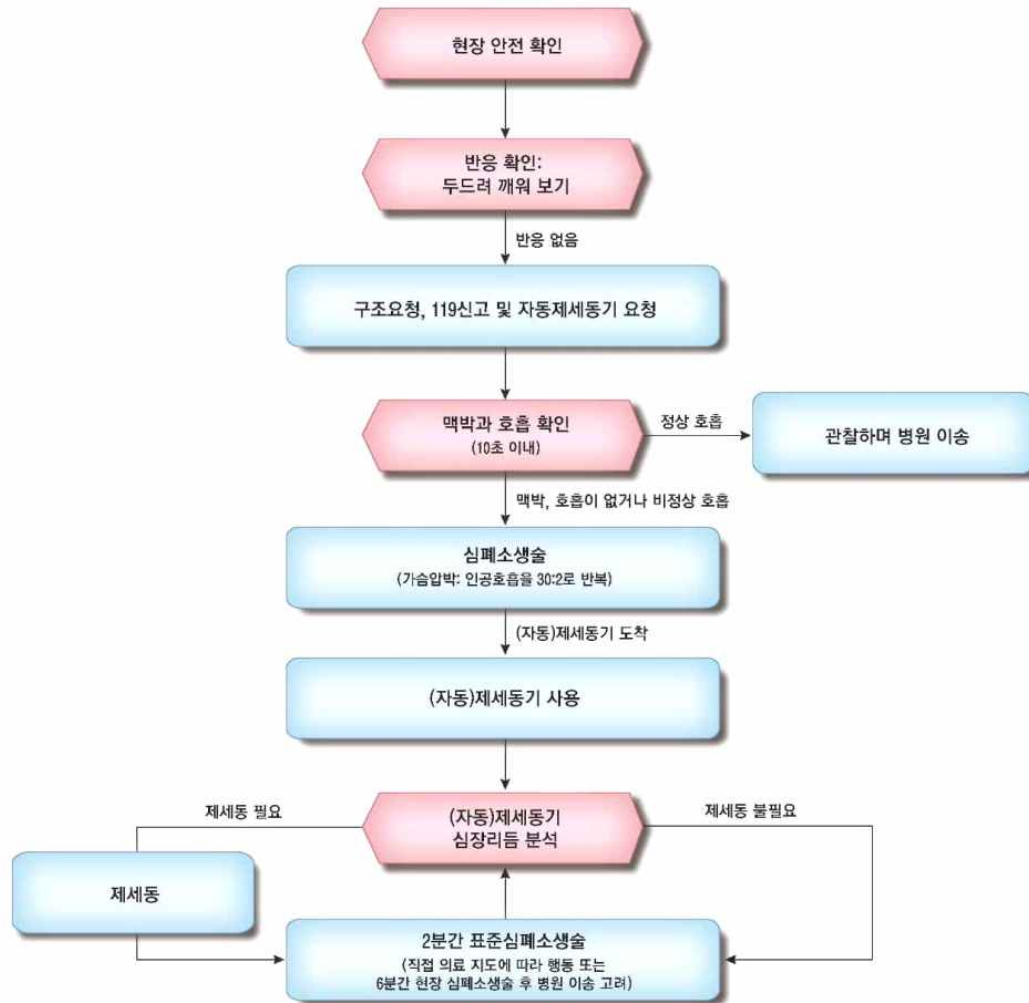 현장 안전 확인
반응 확인:
두드려 깨워 보기
반응 없음
구조요청, 119신고 및 자동제세동기 요청
맥박과 호흡 확인
(10초 이내)
정상 호흡
관찰하며 병원 이송
맥박, 호흡이 없거나 비정상 호흡
심폐소생술
(가슴압박: 인공호흡을 30:2로 반복)
(자동)제세동기 도착
(자동)제세동기 사용
제세동 필요
(자동)제세동기
심장리듬 분석
제세동 불필요
제세동
2분간 표준심폐소생술
(직접 의료 지도에 따라 행동 또는
6분간 현장 심폐소생술 후 병원 이송 고려)